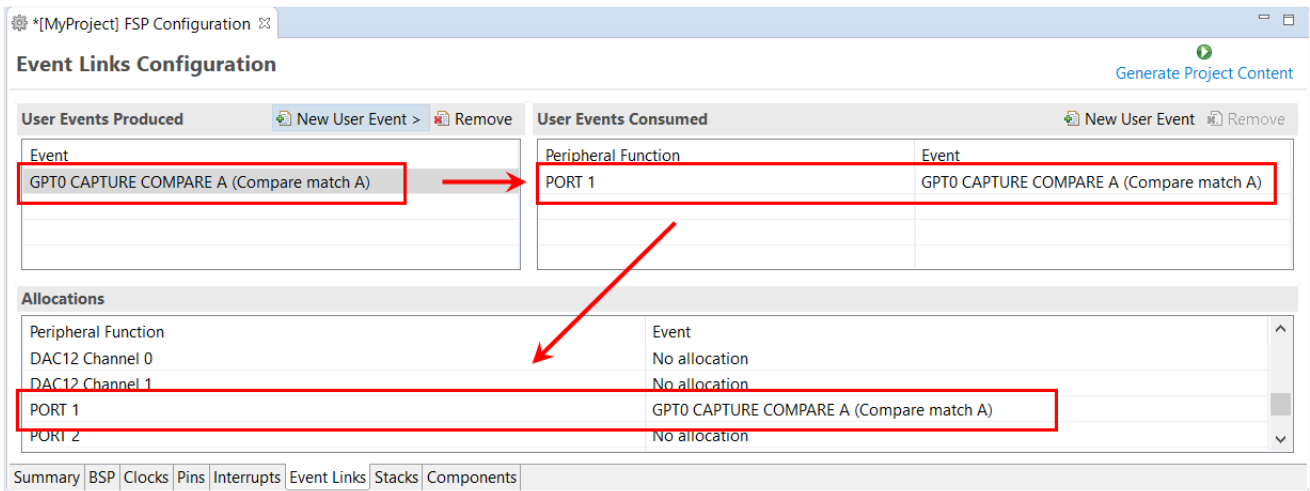 *[MyProject] FSP Configuration
Event Links Configuration
Generate Project Content
User Events Produced New User Event > Remove
User Events Consumed New User Event Remove
Event
GPT0 CAPTURE COMPARE A (Compare match A)
Peripheral Function Event
PORT 1 GPT0 CAPTURE COMPARE A (Compare match A)
Allocations
Peripheral Function Event
DAC12 Channel 0 No allocation
DAC12 Channel 1 No allocation
PORT 1 GPT0 CAPTURE COMPARE A (Compare match A)
PORT 2 No allocation
Summary BSP Clocks Pins Interrupts Event Links Stacks Components